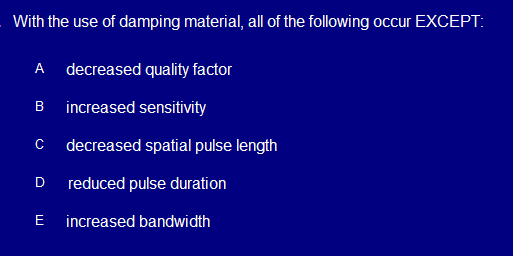 With the use of damping material, all of the following occur EXCEPT:
A decreased quality factor
B increased sensitivity
C decreased spatial pulse length
D reduced pulse duration
E increased bandwidth